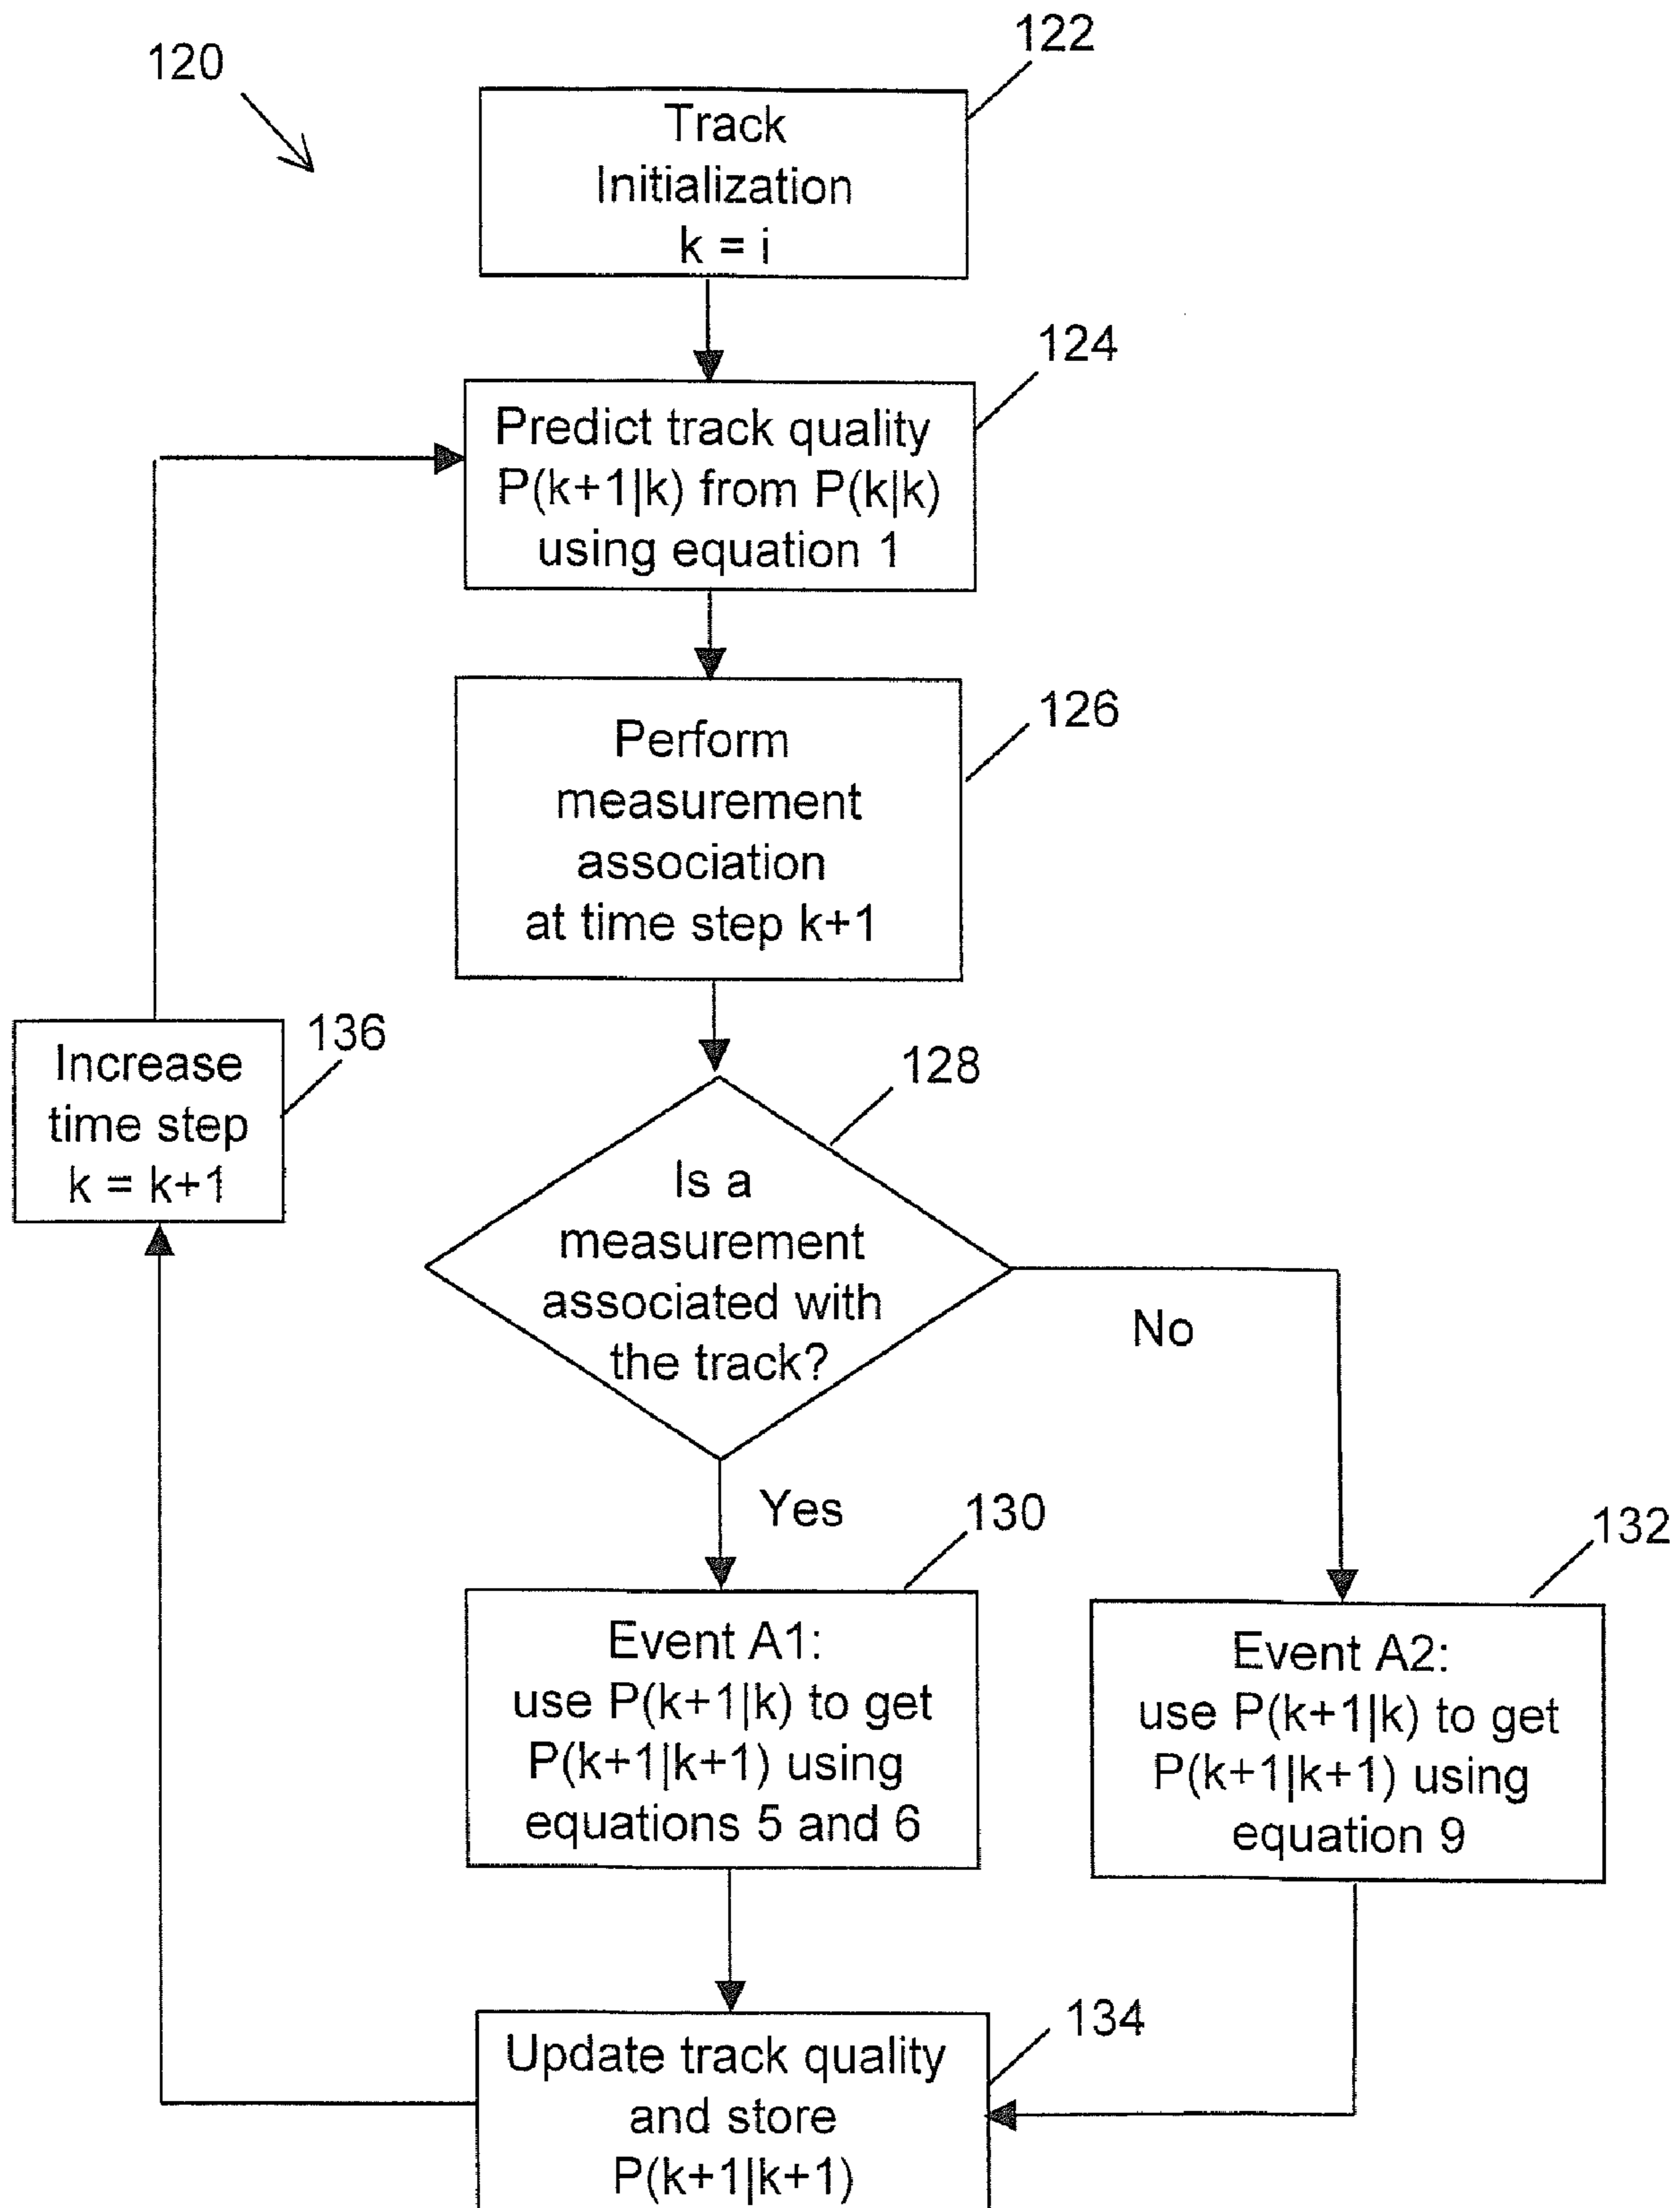 120
122
Track
Initialization
k = i
124
Predict track quality
P(k+1|k) from P(k|k)
using equation 1
126
Perform
measurement
association
at time step k+1
136
Increase
time step
k = k+1
128
Is a
measurement
associated with
the track?
No
Yes
130
Event A1:
use P(k+1|k) to get
P(k+1|k+1) using
equations 5 and 6
132
Event A2:
use P(k+1|k) to get
P(k+1|k+1) using
equation 9
134
Update track quality
and store
P(k+1|k+1)